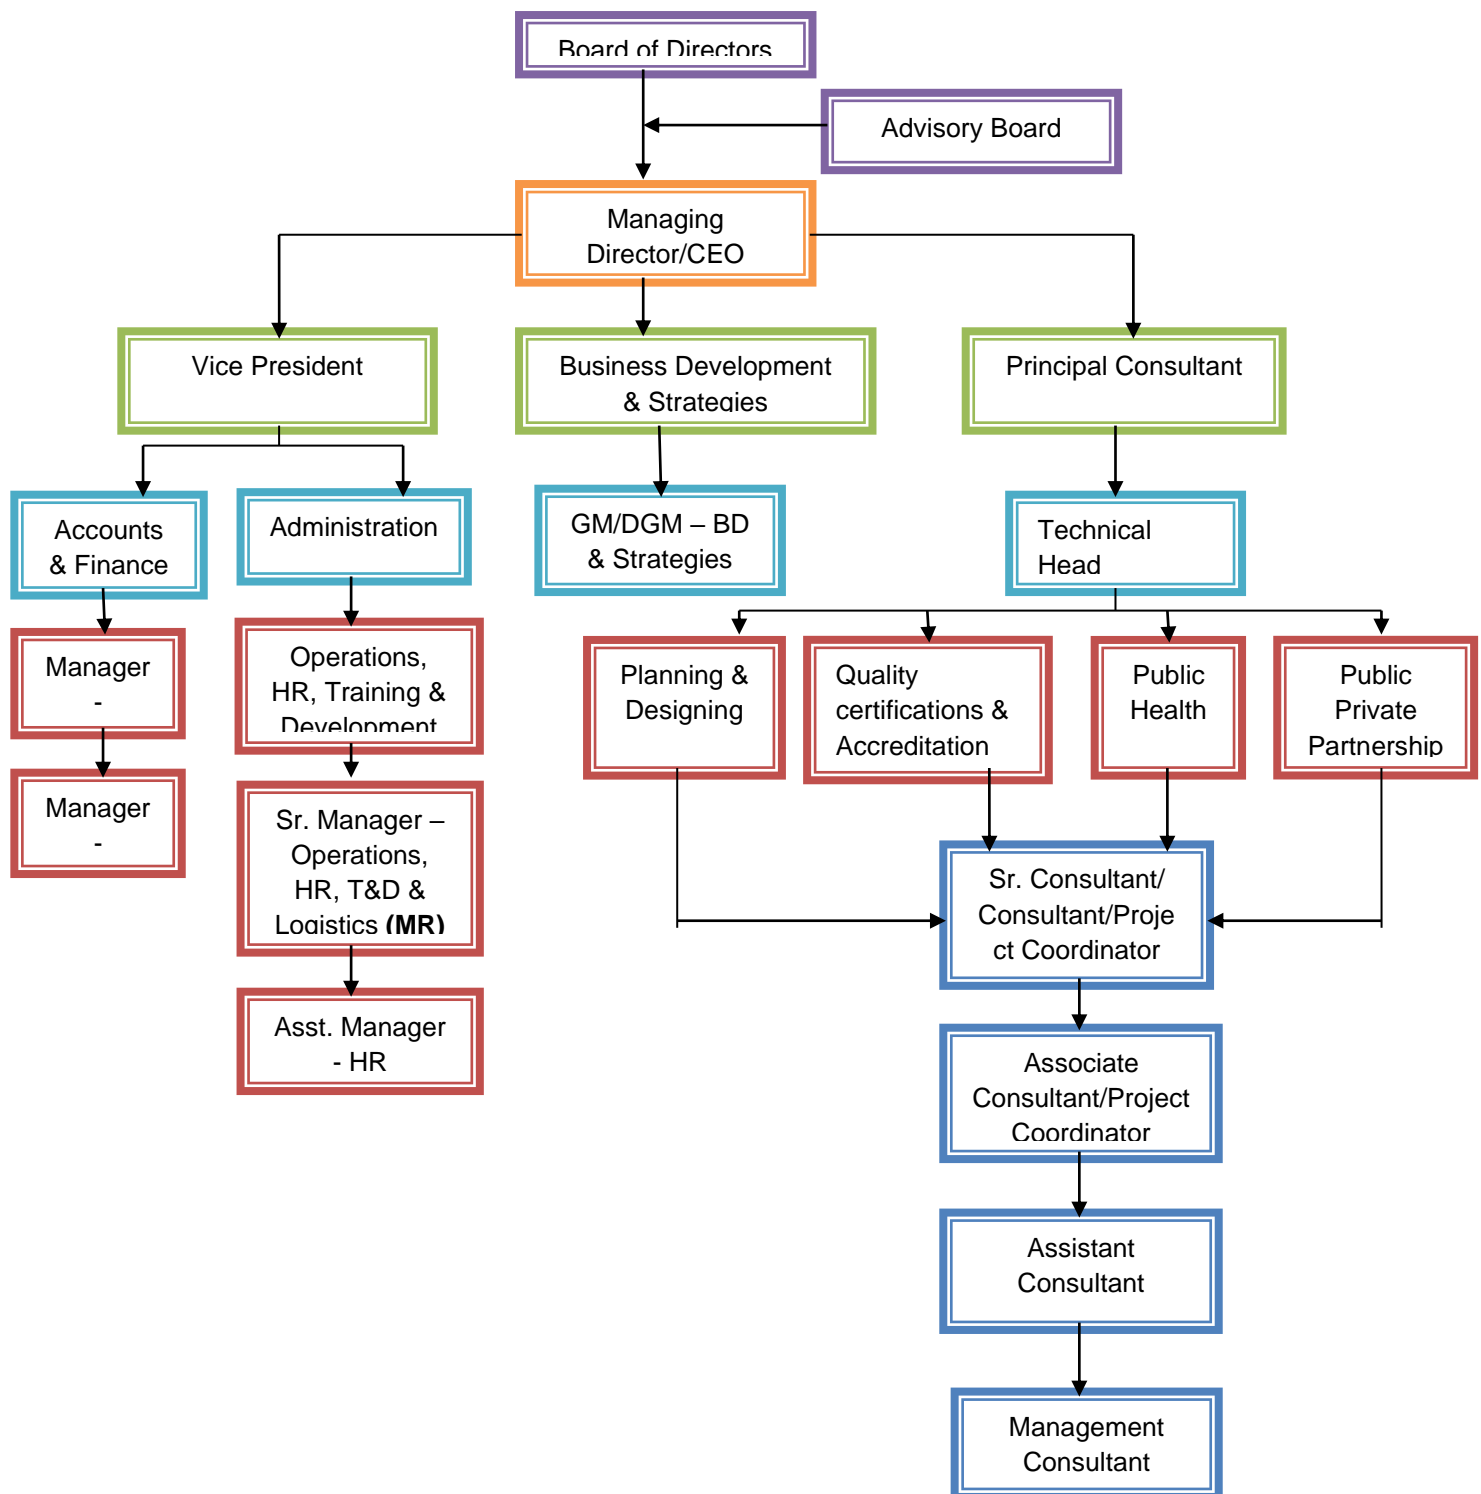 Board of Directors
Advisory Board
Managing
Director/CEO
Vice President
Business Development
& Strategies
Principal Consultant
Accounts
& Finance
Administration
GM/DGM – BD
& Strategies
Technical
Head
Manager
-
Operations,
HR, Training &
Development
Planning &
Designing
Quality
certifications &
Accreditation
Public
Health
Public
Private
Partnership
Manager
-
Sr. Manager –
Operations,
HR, T&D &
Logistics (MR)
Sr. Consultant/
Consultant/Proje
ct Coordinator
Asst. Manager
- HR
Associate
Consultant/Project
Coordinator
Assistant
Consultant
Management
Consultant